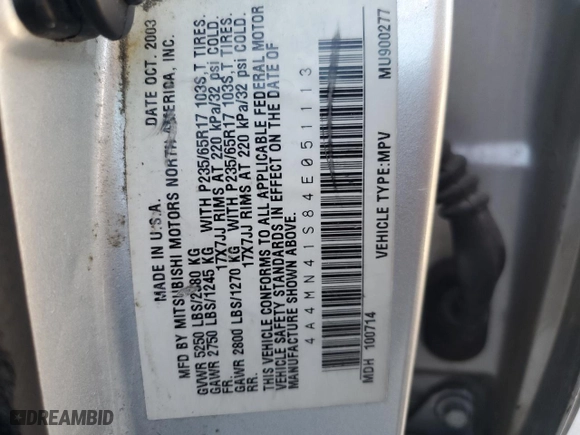 MADE IN U.S.A. DATE OCT. 2003
MFD BY MITSUBISHI MOTORS NORTH AMERICA, INC.
GVWR 5250 LBS/2380 KG
GAWR 2750 LBS/1245 KG WITH P235/65R17 103S,T TIRES.
FR. 17X7JJ RIMS AT 220 kPa/32 psi COLD.
GAWR 2800 LBS/1270 KG WITH P235/65R17 103S,T TIRES.
RR. 17X7JJ RIMS AT 220 kPa/32 psi COLD.
THIS VEHICLE CONFORMS TO ALL APPLICABLE FEDERAL MOTOR
VEHICLE SAFETY STANDARDS IN EFFECT ON THE DATE OF
MANUFACTURE SHOWN ABOVE.
4A4MN41S84E051113
VEHICLE TYPE:MPV
MDH 100714 MU900277
DREAMBID